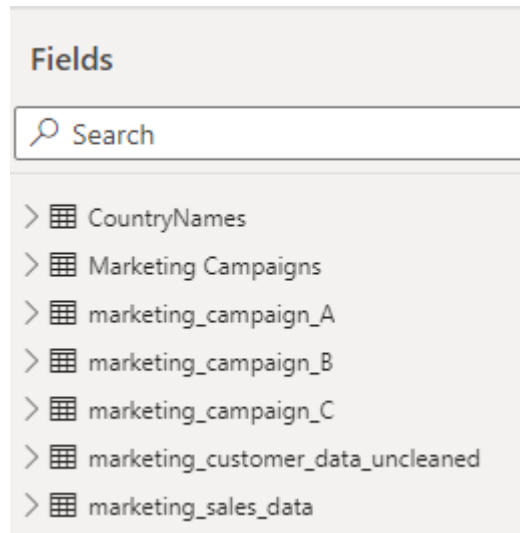 Fields
Search
CountryNames
Marketing Campaigns
marketing_campaign_A
marketing_campaign_B
marketing_campaign_C
marketing_customer_data_uncleaned
marketing_sales_data